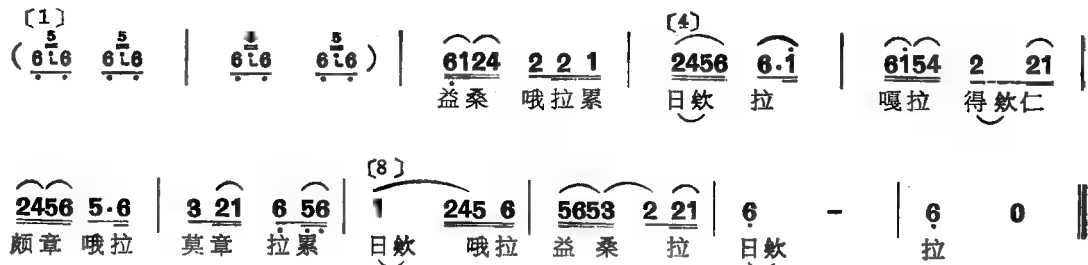 〔1〕 〔4〕
( 6i6 6i6 | 6i6 6i6 ) | 6124 2 2 1 | 2456 6·i | 6i54 2 21 |
益桑 哦拉累 日欸 拉 嘎拉 得欸仁
〔8〕
2456 5·6 | 3 21 6 56 | 1 245 6 | 5653 2 21 | 6 - | 6 0 ‖
颇章 哦拉 莫章 拉累 日欸 哦拉 益桑 拉 日欸 拉